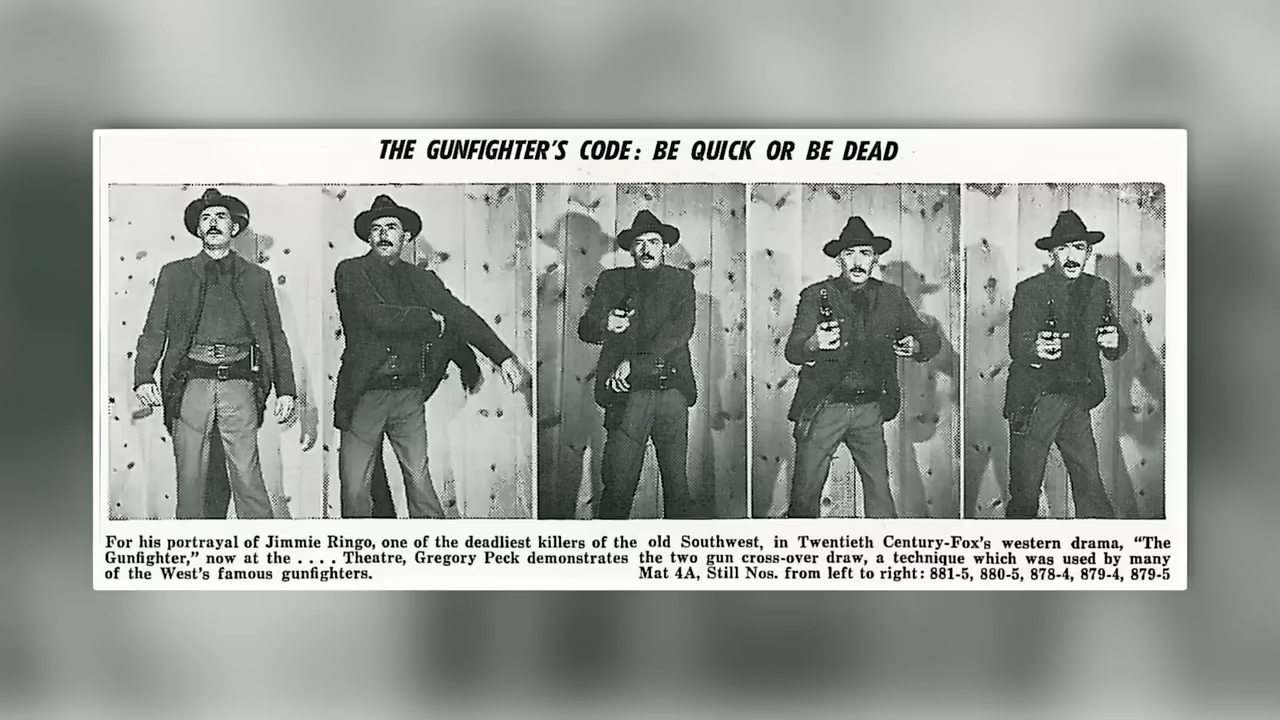 THE GUNFIGHTER'S CODE: BE QUICK OR BE DEAD
For his portrayal of Jimmie Ringo, one of the deadliest killers of the old Southwest, in Twentieth Century-Fox's western drama, “The
Gunfighter,” now at the . . . . Theatre, Gregory Peck demonstrates the two gun cross-over draw, a technique which was used by many
of the West's famous gunfighters. Mat 4A, Still Nos. from left to right: 881-5, 880-5, 878-4, 879-4, 879-5